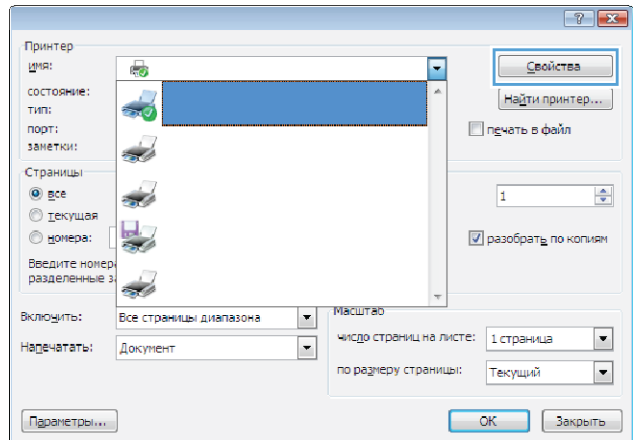 Принтер
имя:
Свойства
состояние:
Найти принтер...
тип:
порт:
печать в файл
заметки:
Страницы
все
1
текущая
номера:
разобрать по копиям
Введите номер
разделенные з
Включить:
Все страницы диапазона
Масштаб
число страниц на листе:
1 страница
Напечатать:
Документ
по размеру страницы:
Текущий
Параметры...
ОК
Закрыть